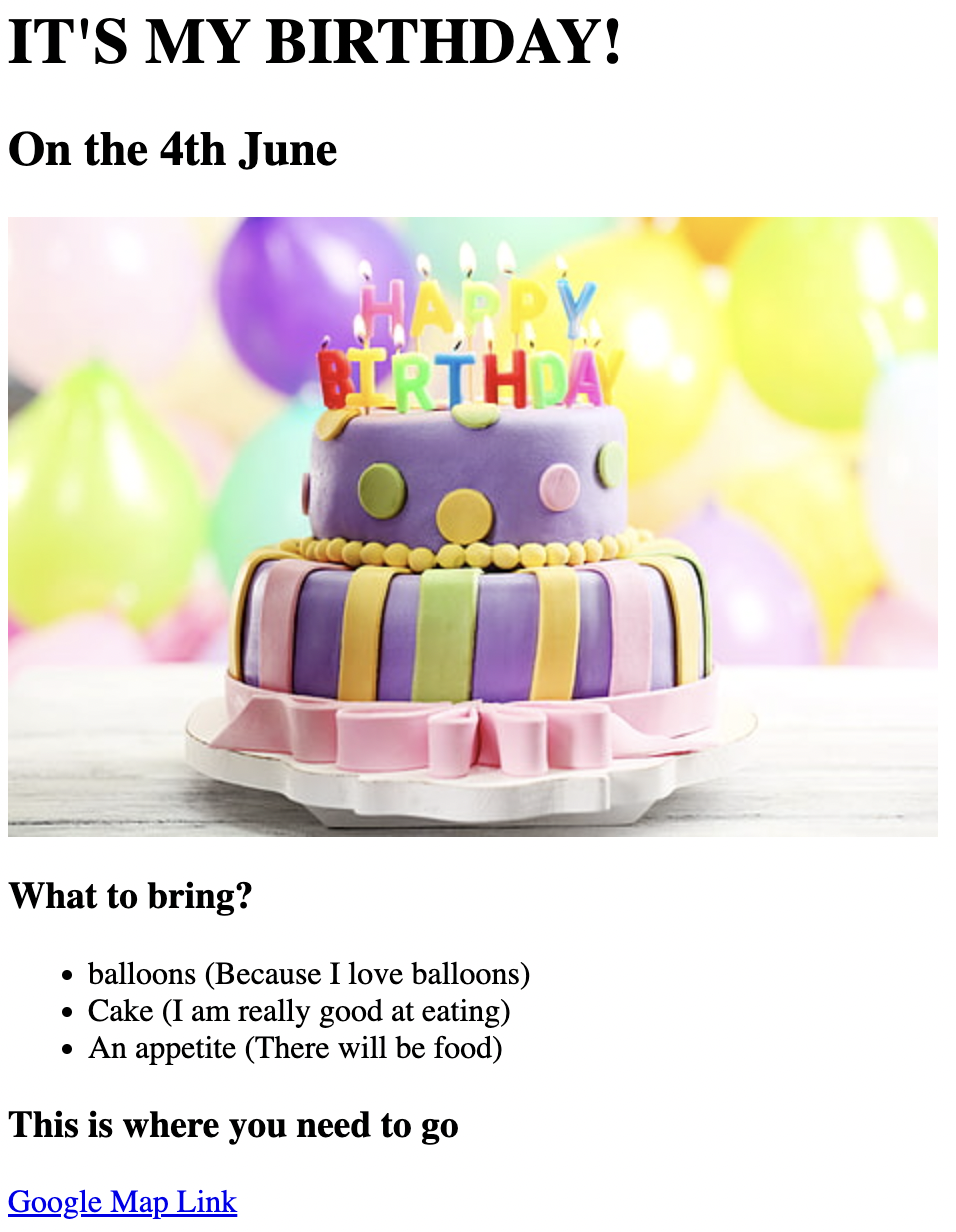 IT'S MY BIRTHDAY!
On the 4th June
HAPPY
BIRTHDAY
What to bring?
balloons (Because I love balloons)
Cake (I am really good at eating)
An appetite (There will be food)
This is where you need to go
Google Map Link